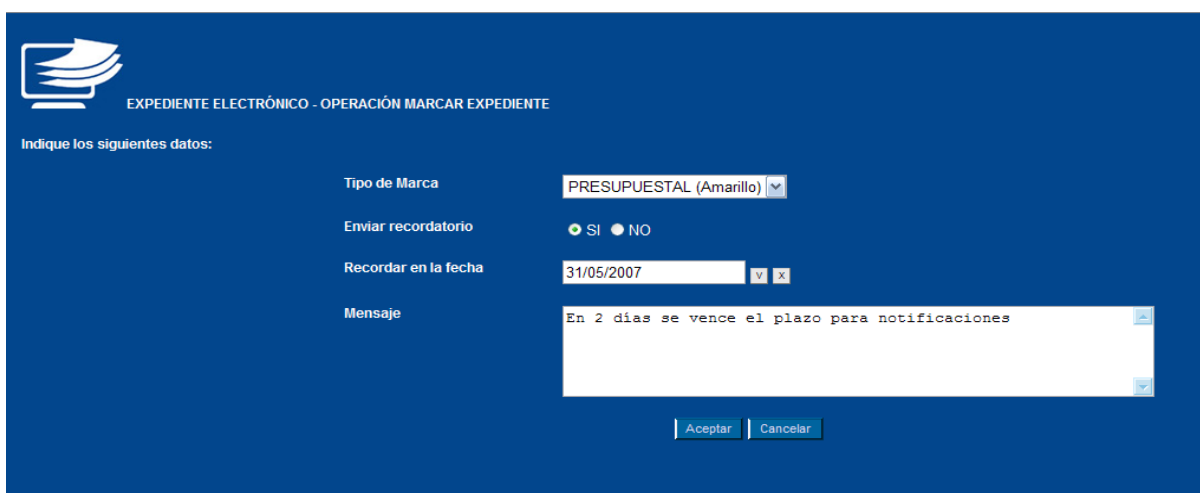 EXPEDIENTE ELECTRÓNICO - OPERACIÓN MARCAR EXPEDIENTE
Indique los siguientes datos:
Tipo de Marca PRESUPUESTAL (Amarillo)
Enviar recordatorio SI NO
Recordar en la fecha 31/05/2007 v x
Mensaje En 2 días se vence el plazo para notificaciones
Aceptar Cancelar